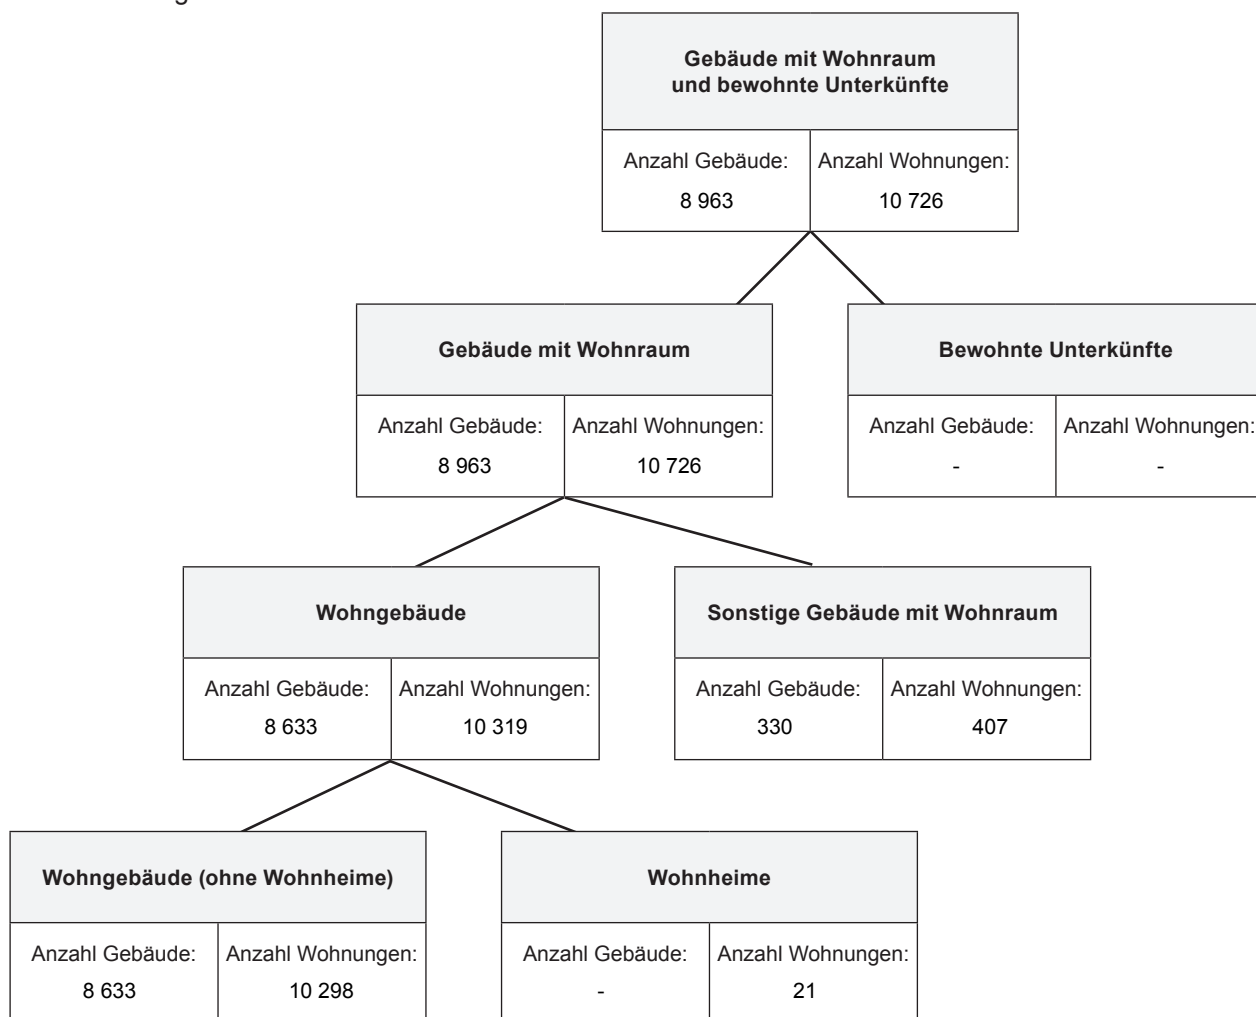 Gebäude mit Wohnraum
und bewohnte Unterkünfte
Anzahl Gebäude: Anzahl Wohnungen:
8 963 10 726
Gebäude mit Wohnraum Bewohnte Unterkünfte
Anzahl Gebäude: Anzahl Wohnungen: Anzahl Gebäude: Anzahl Wohnungen:
8 963 10 726 - -
Wohngebäude Sonstige Gebäude mit Wohnraum
Anzahl Gebäude: Anzahl Wohnungen: Anzahl Gebäude: Anzahl Wohnungen:
8 633 10 319 330 407
Wohngebäude (ohne Wohnheime) Wohnheime
Anzahl Gebäude: Anzahl Wohnungen: Anzahl Gebäude: Anzahl Wohnungen:
8 633 10 298 - 21